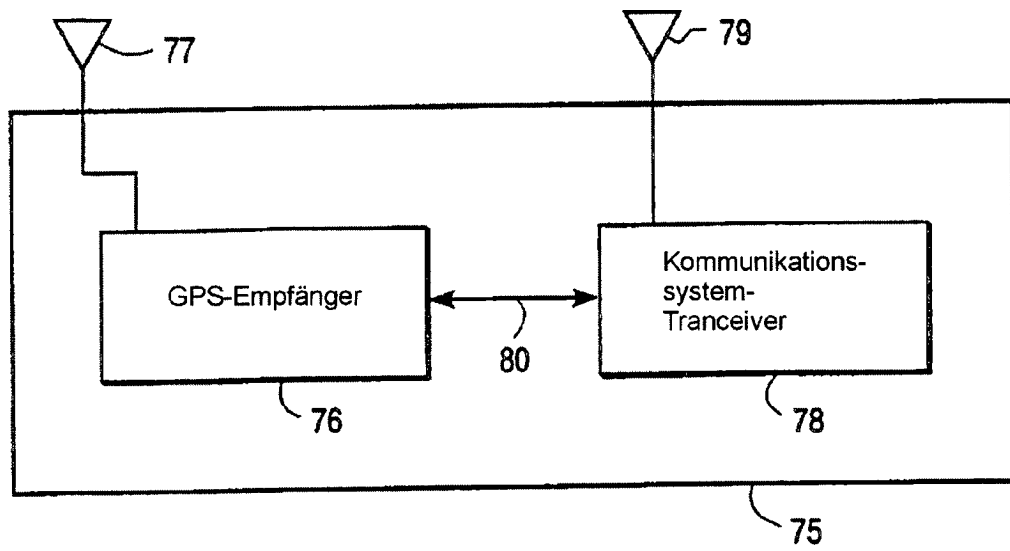 77
79
GPS-Empfänger
Kommunikations-
system-
Tranceiver
80
76
78
75